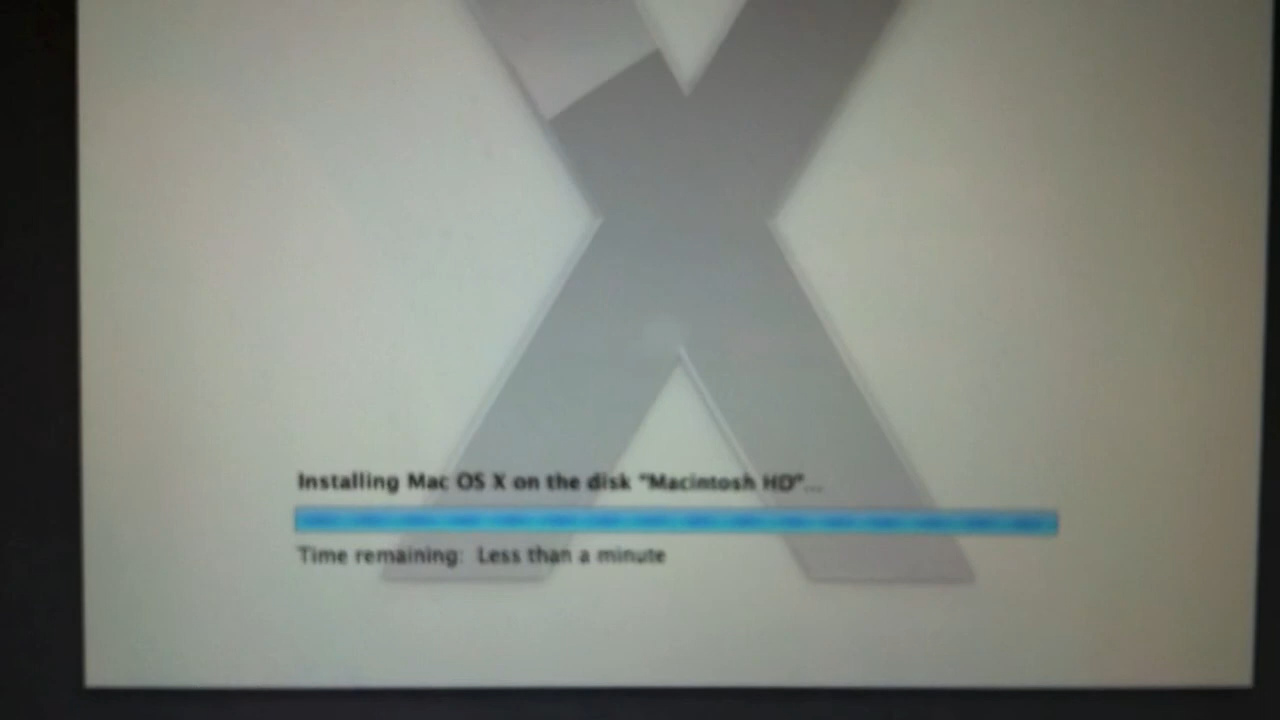 Installing Mac OS X on the disk "Macintosh HD"...
Time remaining: Less than a minute